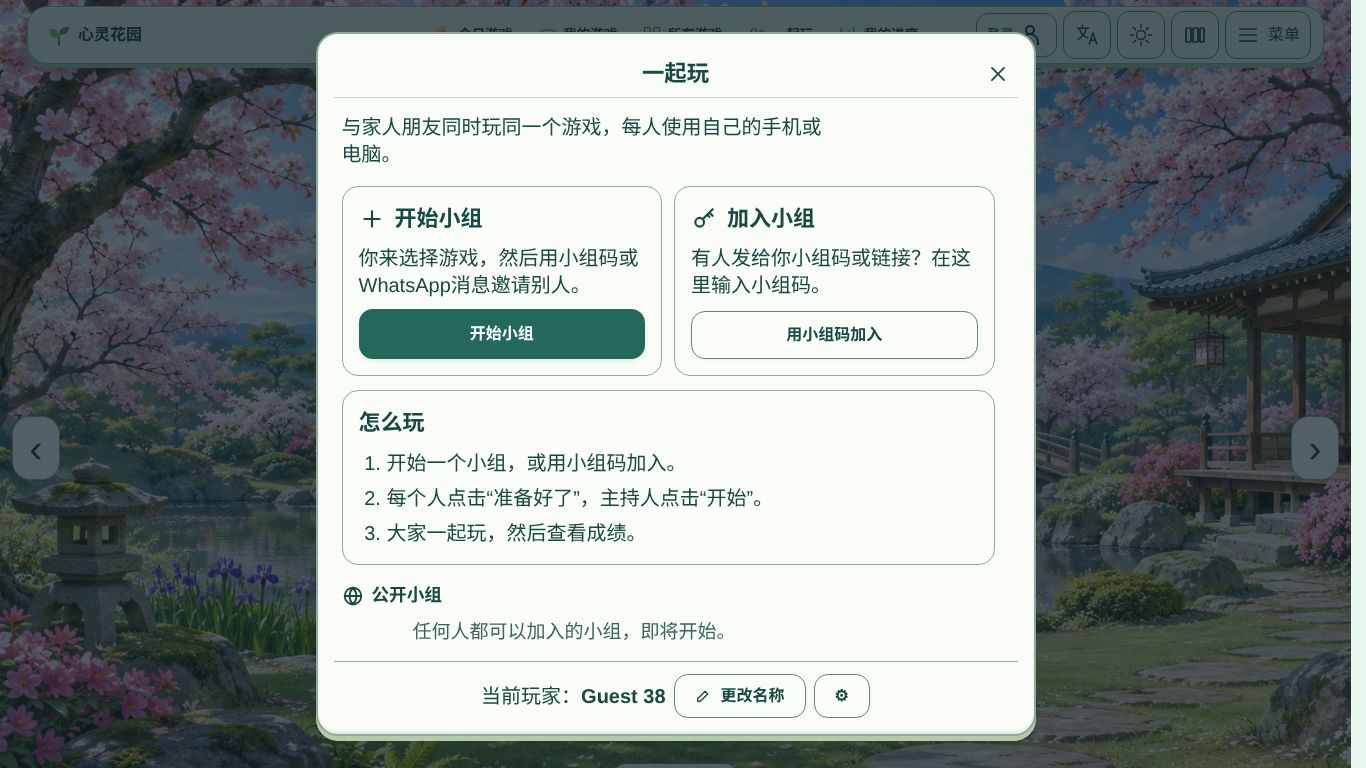 心灵花园
菜单
一起玩
与家人朋友同时玩同一个游戏，每人使用自己的手机或
电脑。
开始小组
你来选择游戏，然后用小组码或
WhatsApp消息邀请别人。
开始小组
加入小组
有人发给你小组码或链接？在这
里输入小组码。
用小组码加入
怎么玩
1. 开始一个小组，或用小组码加入。
2. 每个人点击“准备好了”，主持人点击“开始”。
3. 大家一起玩，然后查看成绩。
公开小组
任何人都可以加入的小组，即将开始。
当前玩家：Guest 38
更改名称